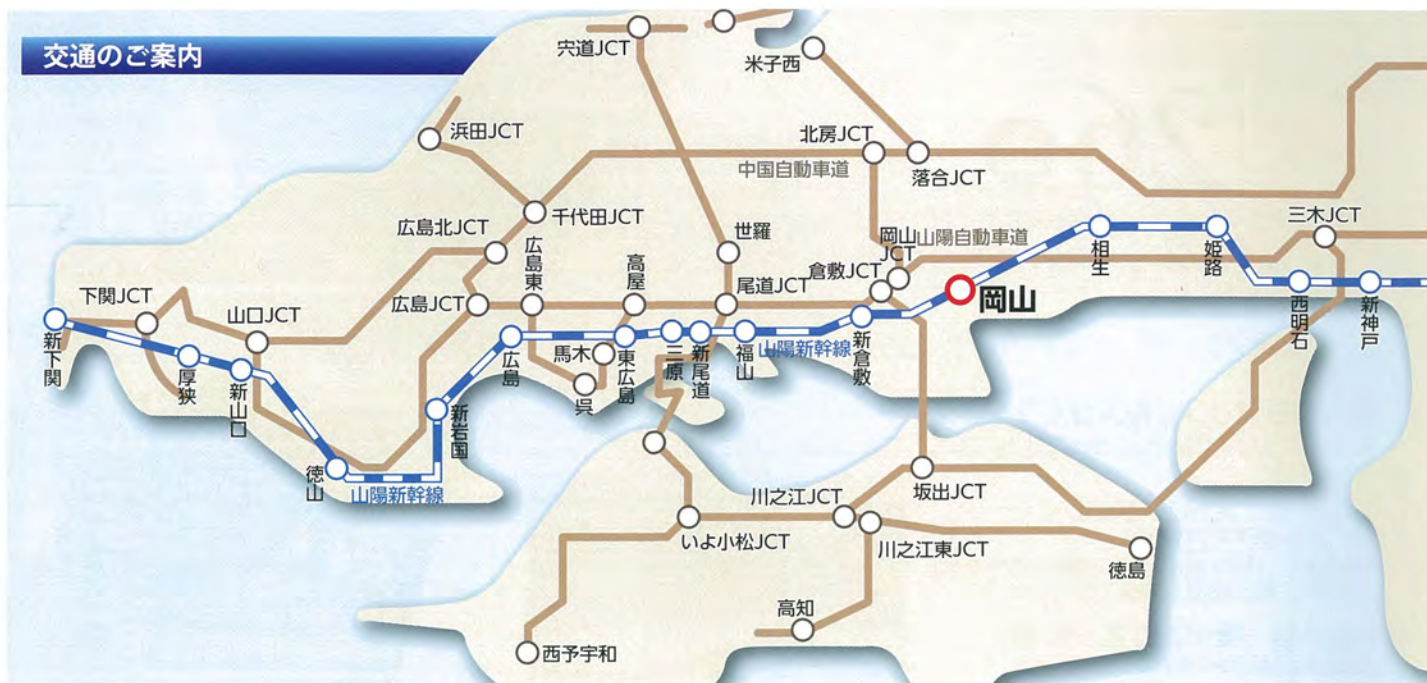 交通のご案内
宍道JCT
米子西
浜田JCT
北房JCT
中国自動車道
落合JCT
千代田JCT
広島北JCT
広島東
高屋
世羅
岡山JCT
山陽自動車道
相生
姫路
三木JCT
下関JCT
山口JCT
広島JCT
尾道JCT
倉敷JCT
岡山
新下関
厚狭
新山口
広島
馬木
東広島
三原
新尾道
福山
山陽新幹線
新倉敷
西明石
新神戸
呉
新岩国
徳山
山陽新幹線
川之江JCT
坂出JCT
いよ小松JCT
川之江東JCT
徳島
高知
西予宇和